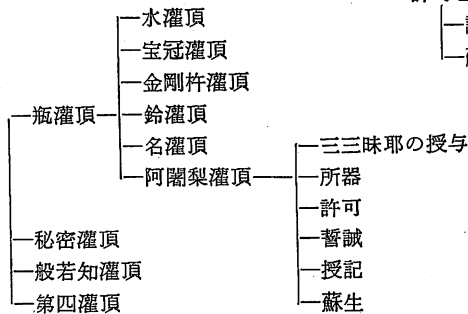 水灌頂
宝冠灌頂
金剛杵灌頂
瓶灌頂 鈴灌頂
名灌頂 三三昧耶の授与
阿闍梨灌頂 所器
許可
秘密灌頂 誓誡
般若知灌頂 授記
第四灌頂 蘇生